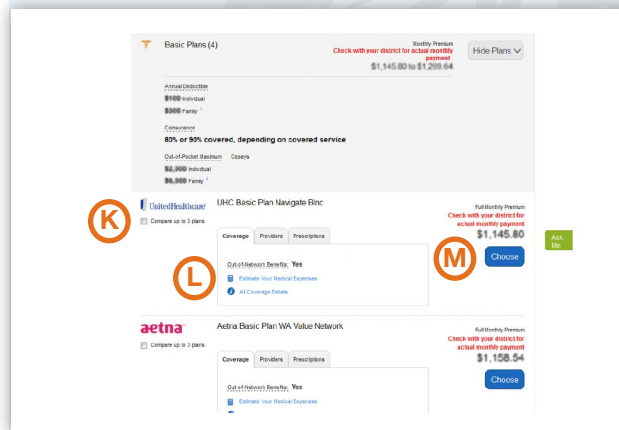 Basic Plans (4)
Monthly Premium
Check with your district for actual monthly
payment
$1,145.80 to $1,269.64
Hide Plans
Annual Deductible
$100 Individual
$300 Family *
Coinsurance
80% or 90% covered, depending on covered service
Out-of-Pocket Maximum Copays
$2,000 Individual
$6,000 Family *
K
UnitedHealthcare
Compare up to 3 plans
UHC Basic Plan Navigate Binc
Full Monthly Premium
Check with your district for
actual monthly payment
$1,145.80
Ask
Me
Coverage Providers Prescriptions
M
Choose
Out-of-Network Benefits: Yes
L
Estimate Your Medical Expenses
All Coverage Details
aetna
Compare up to 3 plans
Aetna Basic Plan WA Value Network
Full Monthly Premium
Check with your district for
actual monthly payment
$1,158.54
Coverage Providers Prescriptions
Choose
Out-of-Network Benefits: Yes
Estimate Your Medical Expenses